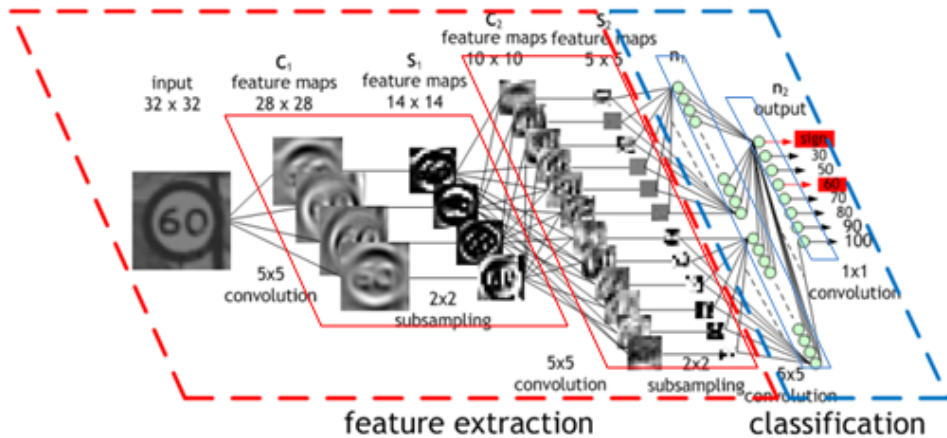 input
32 x 32
C1
feature maps
28 x 28
S1
feature maps
14 x 14
C2
feature maps
10 x 10
S2
feature maps
5 x 5
n1
n2
output
sign
30
50
60
70
80
90
100
60
5x5
convolution
2x2
subsampling
5x5
convolution
2x2
subsampling
5x5
convolution
1x1
convolution
feature extraction
classification